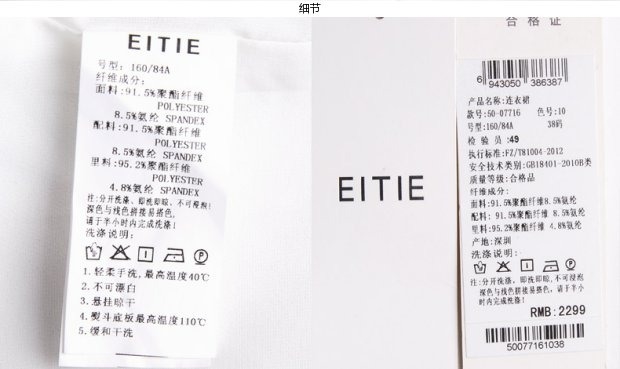 细节
EITIE
号型: 160/84A
纤维成分:
面料:91.5%聚酯纤维
POLYESTER
8.5%氨纶 SPANDEX
配料:91.5%聚酯纤维
POLYESTER
8.5%氨纶 SPANDEX
里料:95.2%聚酯纤维
POLYESTER
4.8%氨纶 SPANDEX
注:分开洗涤、即洗即晾、不可浸泡!
深色与线色拼接易搭色,
请于半小时内完成洗涤!
洗涤说明:
1.轻柔手洗,最高温度40℃
2.不可漂白
3.悬挂晾干
4.熨斗底板最高温度110℃
5.缓和干洗
EITIE
合格证
6 943050 386387
产品名称:连衣裙
款号:50-07716 色号:10
号型:160/84A 38码
检验员:49
执行标准:FZ/T81004-2012
安全技术类别:GB18401-2010B类
质量等级:合格品
纤维成分:
面料:91.5%聚酯纤维8.5%氨纶
配料: 91.5%聚酯纤维 8.5%氨纶
里料:95.2%聚酯纤维 4.8%氨纶
产地:深圳
洗涤说明:
注:分开洗涤, 即洗即晾,不可浸泡
深色与线色拼接易搭色,请于半小
时内完成洗涤!
RMB:2299
50077161038